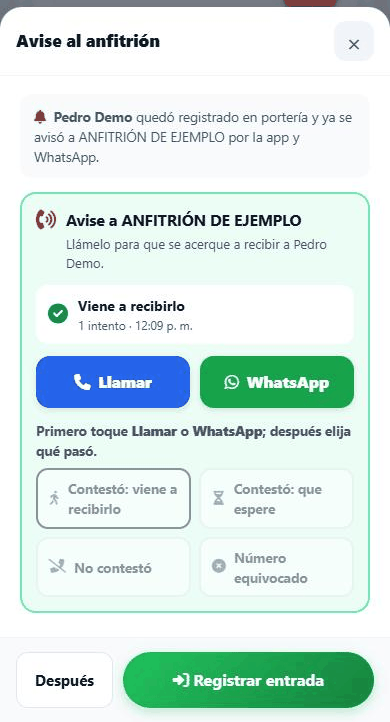 Avise al anfitrión
Pedro Demo quedó registrado en portería y ya se
avisó a ANFITRIÓN DE EJEMPLO por la app y
WhatsApp.
Avise a ANFITRIÓN DE EJEMPLO
Llámelo para que se acerque a recibir a Pedro
Demo.
Viene a recibirlo
1 intento · 12:09 p. m.
Llamar
WhatsApp
Primero toque Llamar o WhatsApp; después elija
qué pasó.
Contestó: viene a
recibirlo
Contestó: que
espere
No contestó
Número
equivocado
Después
Registrar entrada